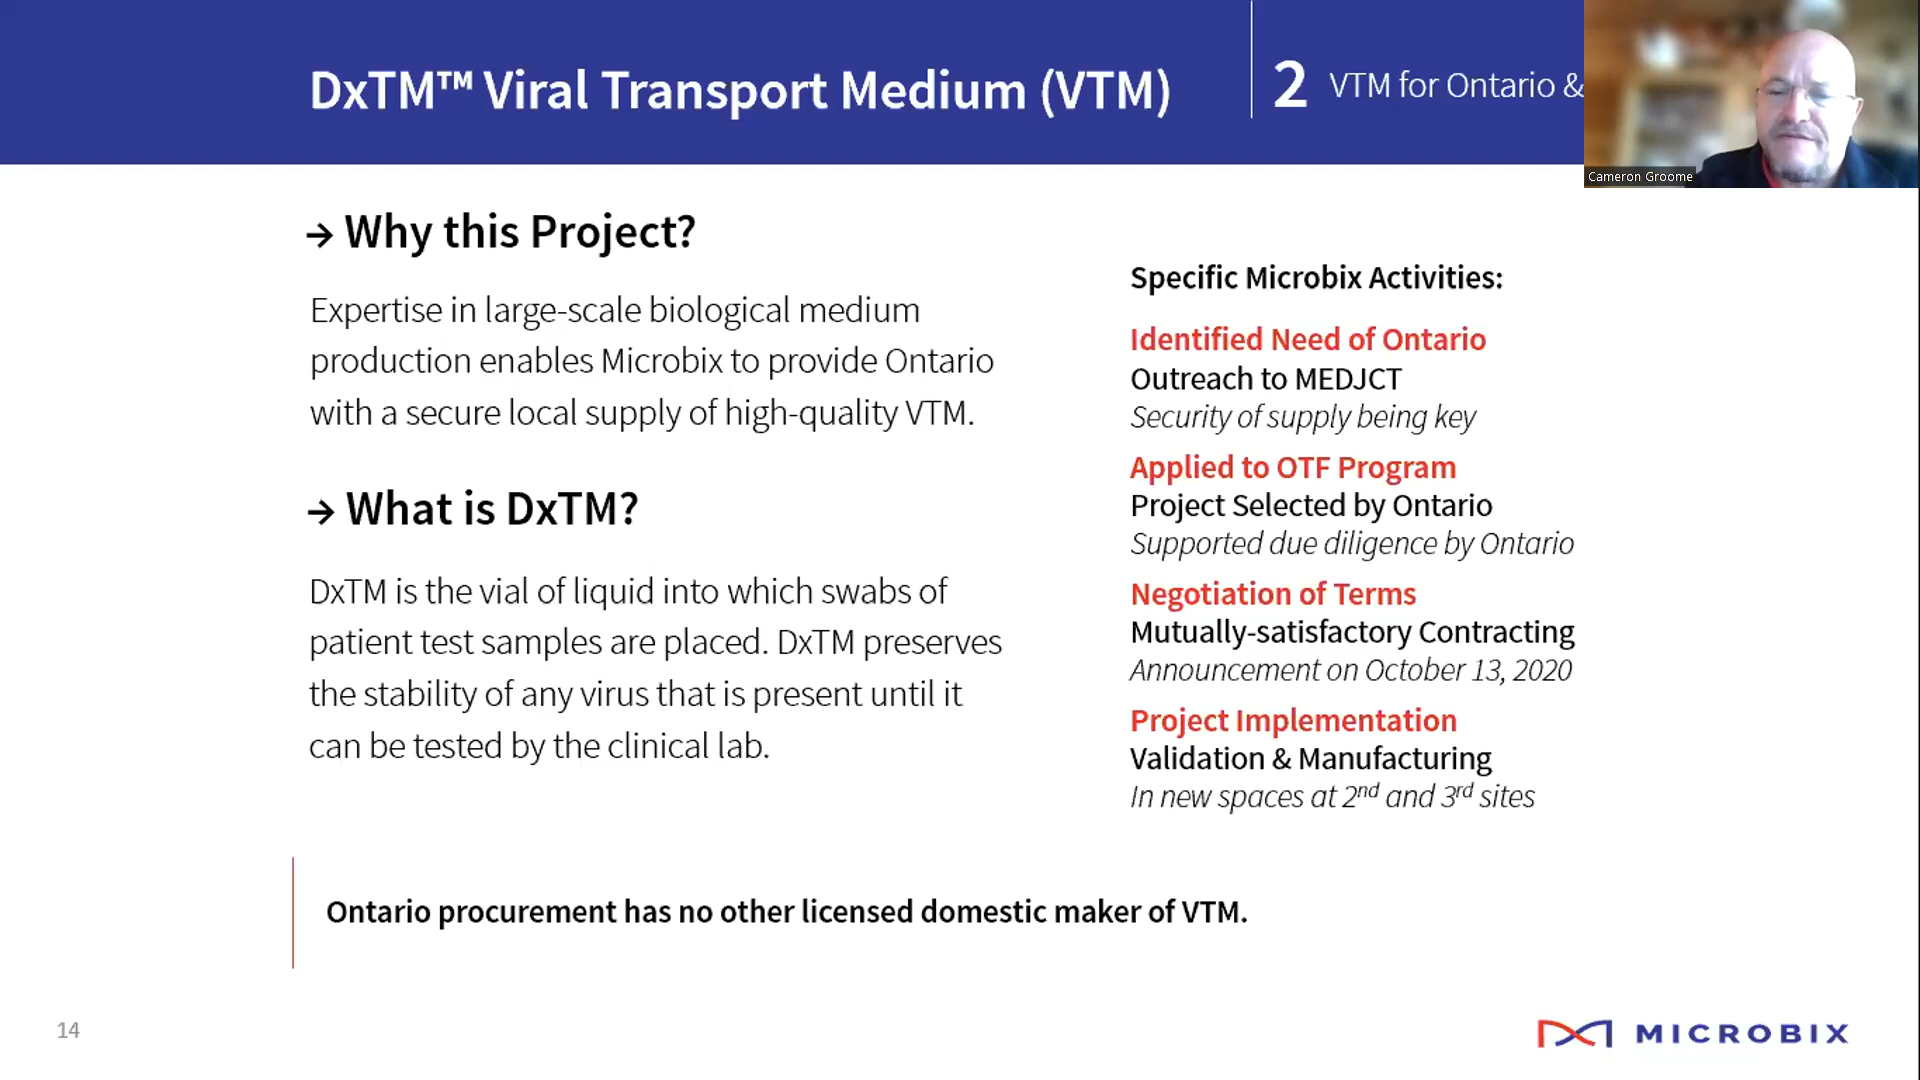 DxTM™ Viral Transport Medium (VTM)
2 VTM for Ontario &
Cameron Groome
→ Why this Project?
Expertise in large-scale biological medium
production enables Microbix to provide Ontario
with a secure local supply of high-quality VTM.
→ What is DxTM?
DxTM is the vial of liquid into which swabs of
patient test samples are placed. DxTM preserves
the stability of any virus that is present until it
can be tested by the clinical lab.
Specific Microbix Activities:
Identified Need of Ontario
Outreach to MEDJCT
Security of supply being key
Applied to OTF Program
Project Selected by Ontario
Supported due diligence by Ontario
Negotiation of Terms
Mutually-satisfactory Contracting
Announcement on October 13, 2020
Project Implementation
Validation & Manufacturing
In new spaces at 2nd and 3rd sites
Ontario procurement has no other licensed domestic maker of VTM.
14
MICROBIX